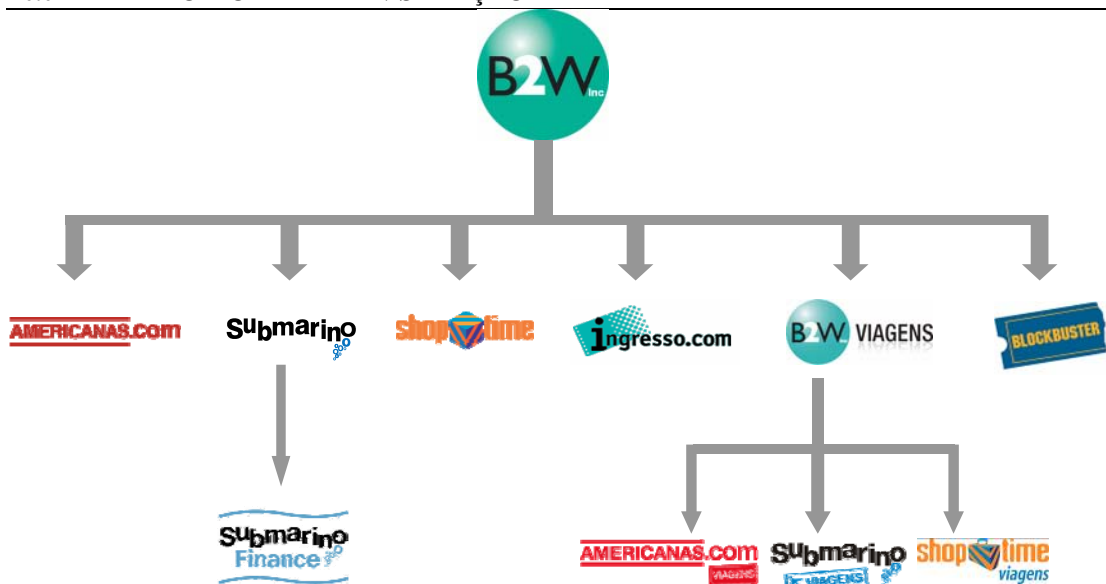 B2W Inc
AMERICANAS.com
Submarino
shoptime
ingresso.com
B2W VIAGENS
BLOCKBUSTER
Submarino
Finance
AMERICANAS.com
VIAGENS
Submarino
VIAGENS
shoptime
viagens